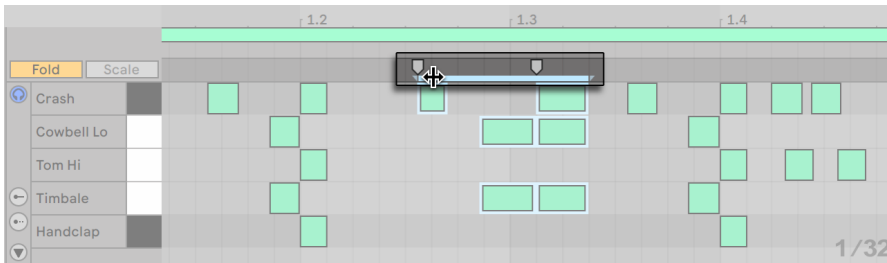 1.2 1.3 1.4
Fold Scale
Crash
Cowbell Lo
Tom Hi
Timbale
Handclap
1/32